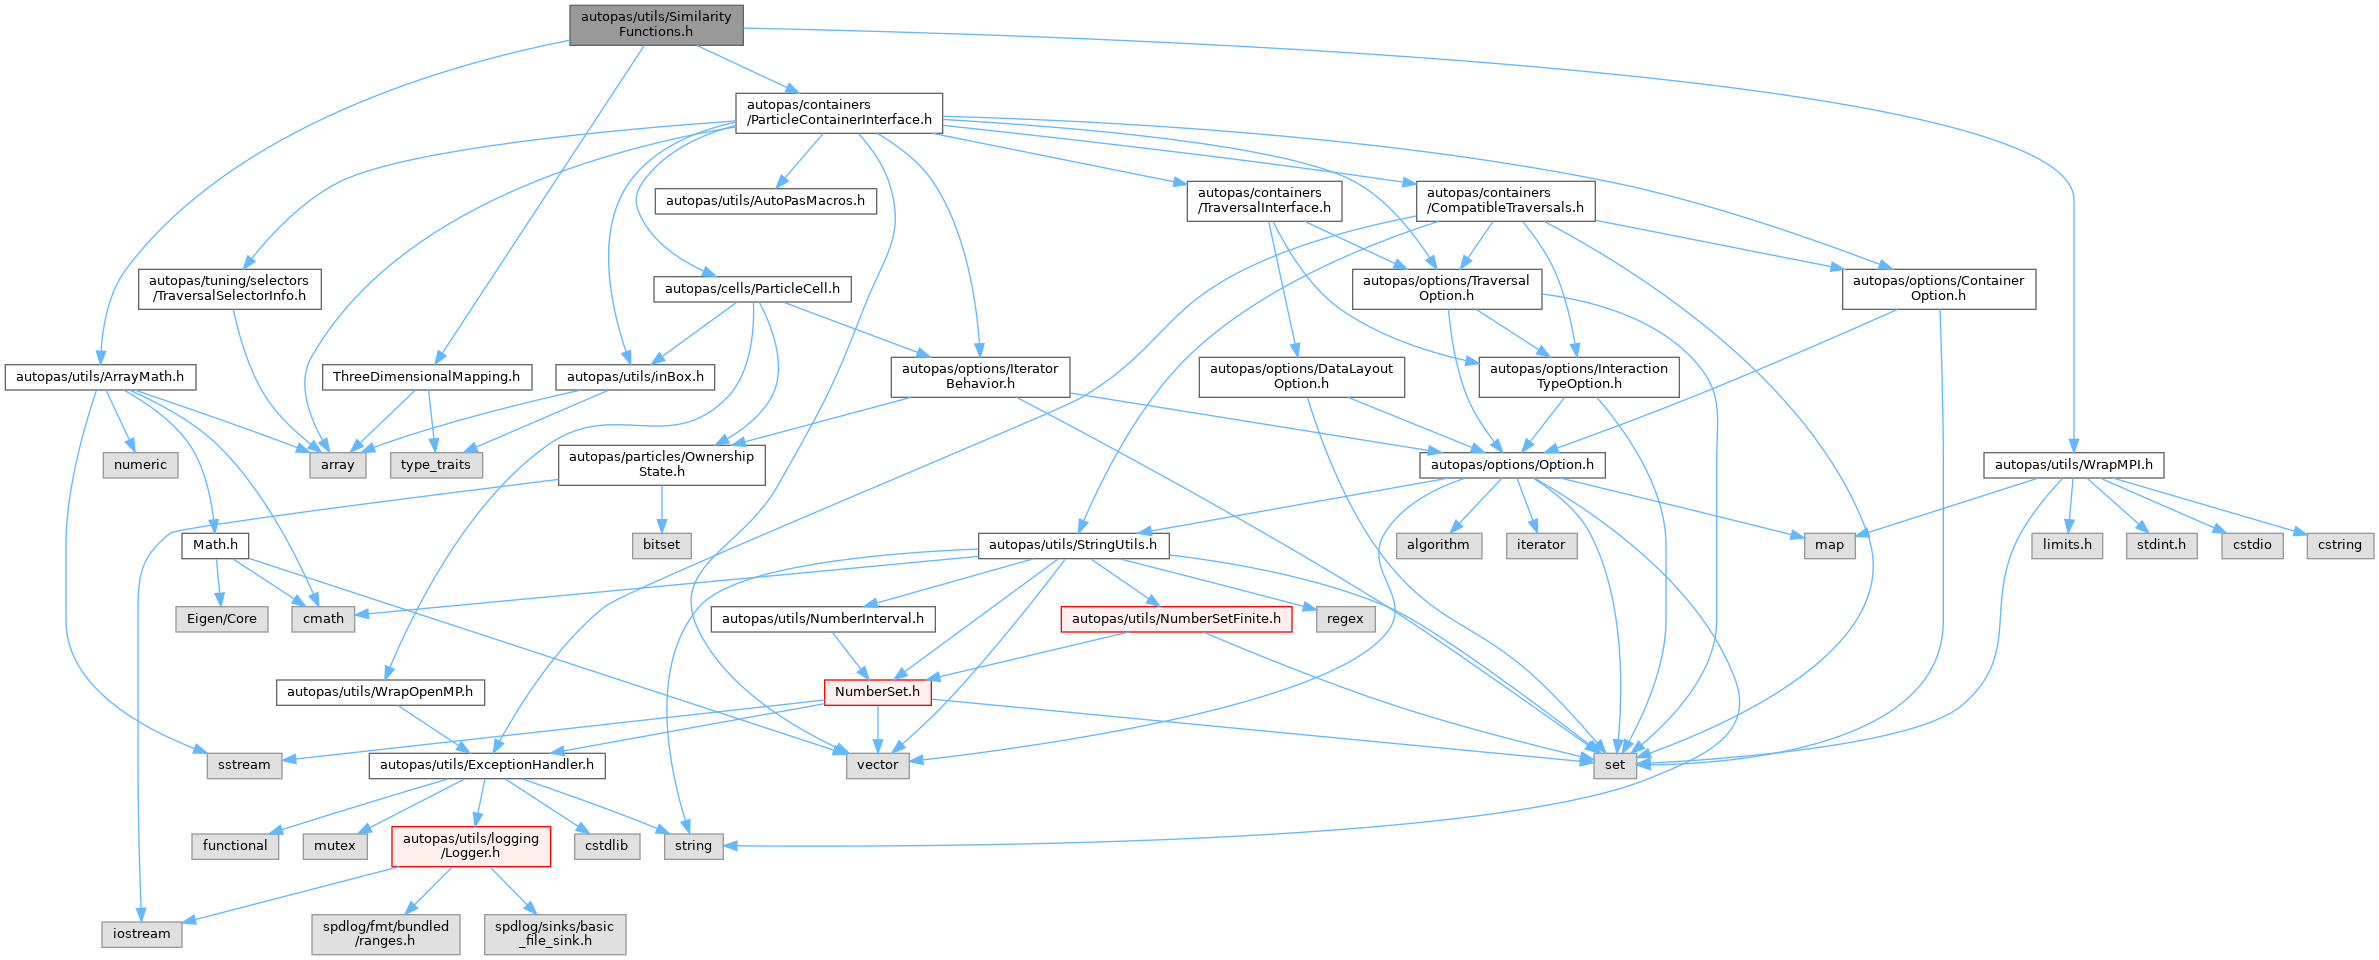 autopas/utils/Similarity
Functions.h
autopas/containers
/ParticleContainerInterface.h
autopas/utils/AutoPasMacros.h
autopas/containers
/TraversalInterface.h
autopas/containers
/CompatibleTraversals.h
autopas/tuning/selectors
/TraversalSelectorInfo.h
autopas/cells/ParticleCell.h
autopas/options/Traversal
Option.h
autopas/options/Container
Option.h
autopas/utils/ArrayMath.h
ThreeDimensionalMapping.h
autopas/utils/inBox.h
autopas/options/Iterator
Behavior.h
autopas/options/DataLayout
Option.h
autopas/options/Interaction
TypeOption.h
numeric
array
type_traits
autopas/particles/Ownership
State.h
autopas/options/Option.h
autopas/utils/WrapMPI.h
Math.h
bitset
autopas/utils/StringUtils.h
algorithm
iterator
map
limits.h
stdint.h
cstdio
cstring
Eigen/Core
cmath
autopas/utils/NumberInterval.h
autopas/utils/NumberSetFinite.h
regex
autopas/utils/WrapOpenMP.h
NumberSet.h
sstream
autopas/utils/ExceptionHandler.h
vector
set
functional
mutex
autopas/utils/logging
/Logger.h
cstdlib
string
iostream
spdlog/fmt/bundled
/ranges.h
spdlog/sinks/basic
_file_sink.h